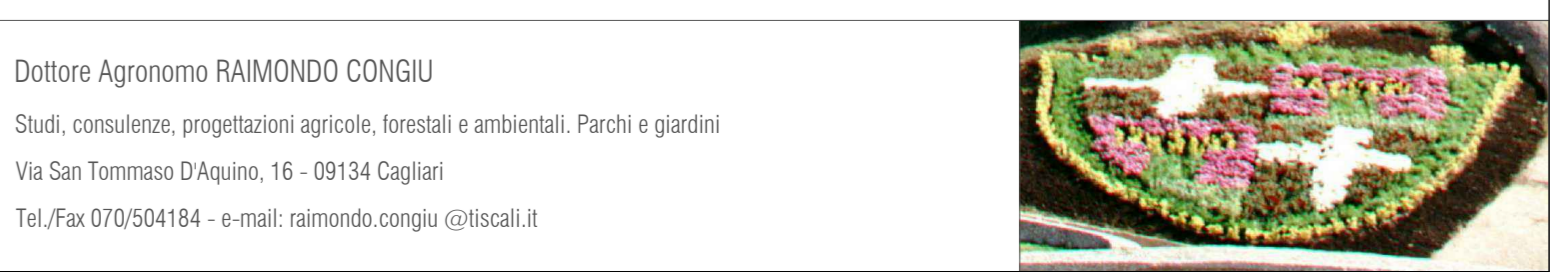 Dottore Agronomo RAIMONDO CONGIU
Studi, consulenze, progettazioni agricole, forestali e ambientali. Parchi e giardini
Via San Tommaso D'Aquino, 16 - 09134 Cagliari
Tel./Fax 070/504184 - e-mail: raimondo.congiu @tiscali.it